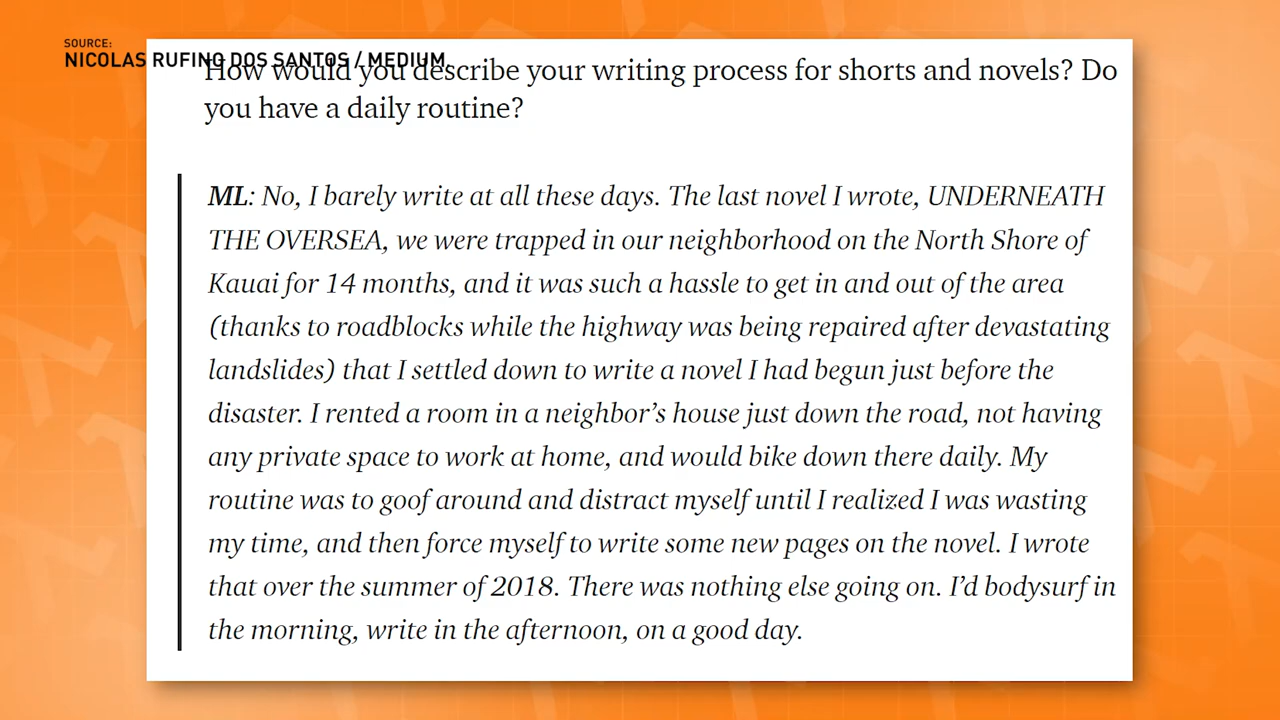 SOURCE:
NICOLAS RUFINO DOS SANTOS / MEDIUM.
How would you describe your writing process for shorts and novels? Do
you have a daily routine?
ML: No, I barely write at all these days. The last novel I wrote, UNDERNEATH
THE OVERSEA, we were trapped in our neighborhood on the North Shore of
Kauai for 14 months, and it was such a hassle to get in and out of the area
(thanks to roadblocks while the highway was being repaired after devastating
landslides) that I settled down to write a novel I had begun just before the
disaster. I rented a room in a neighbor’s house just down the road, not having
any private space to work at home, and would bike down there daily. My
routine was to goof around and distract myself until I realized I was wasting
my time, and then force myself to write some new pages on the novel. I wrote
that over the summer of 2018. There was nothing else going on. I’d bodysurf in
the morning, write in the afternoon, on a good day.